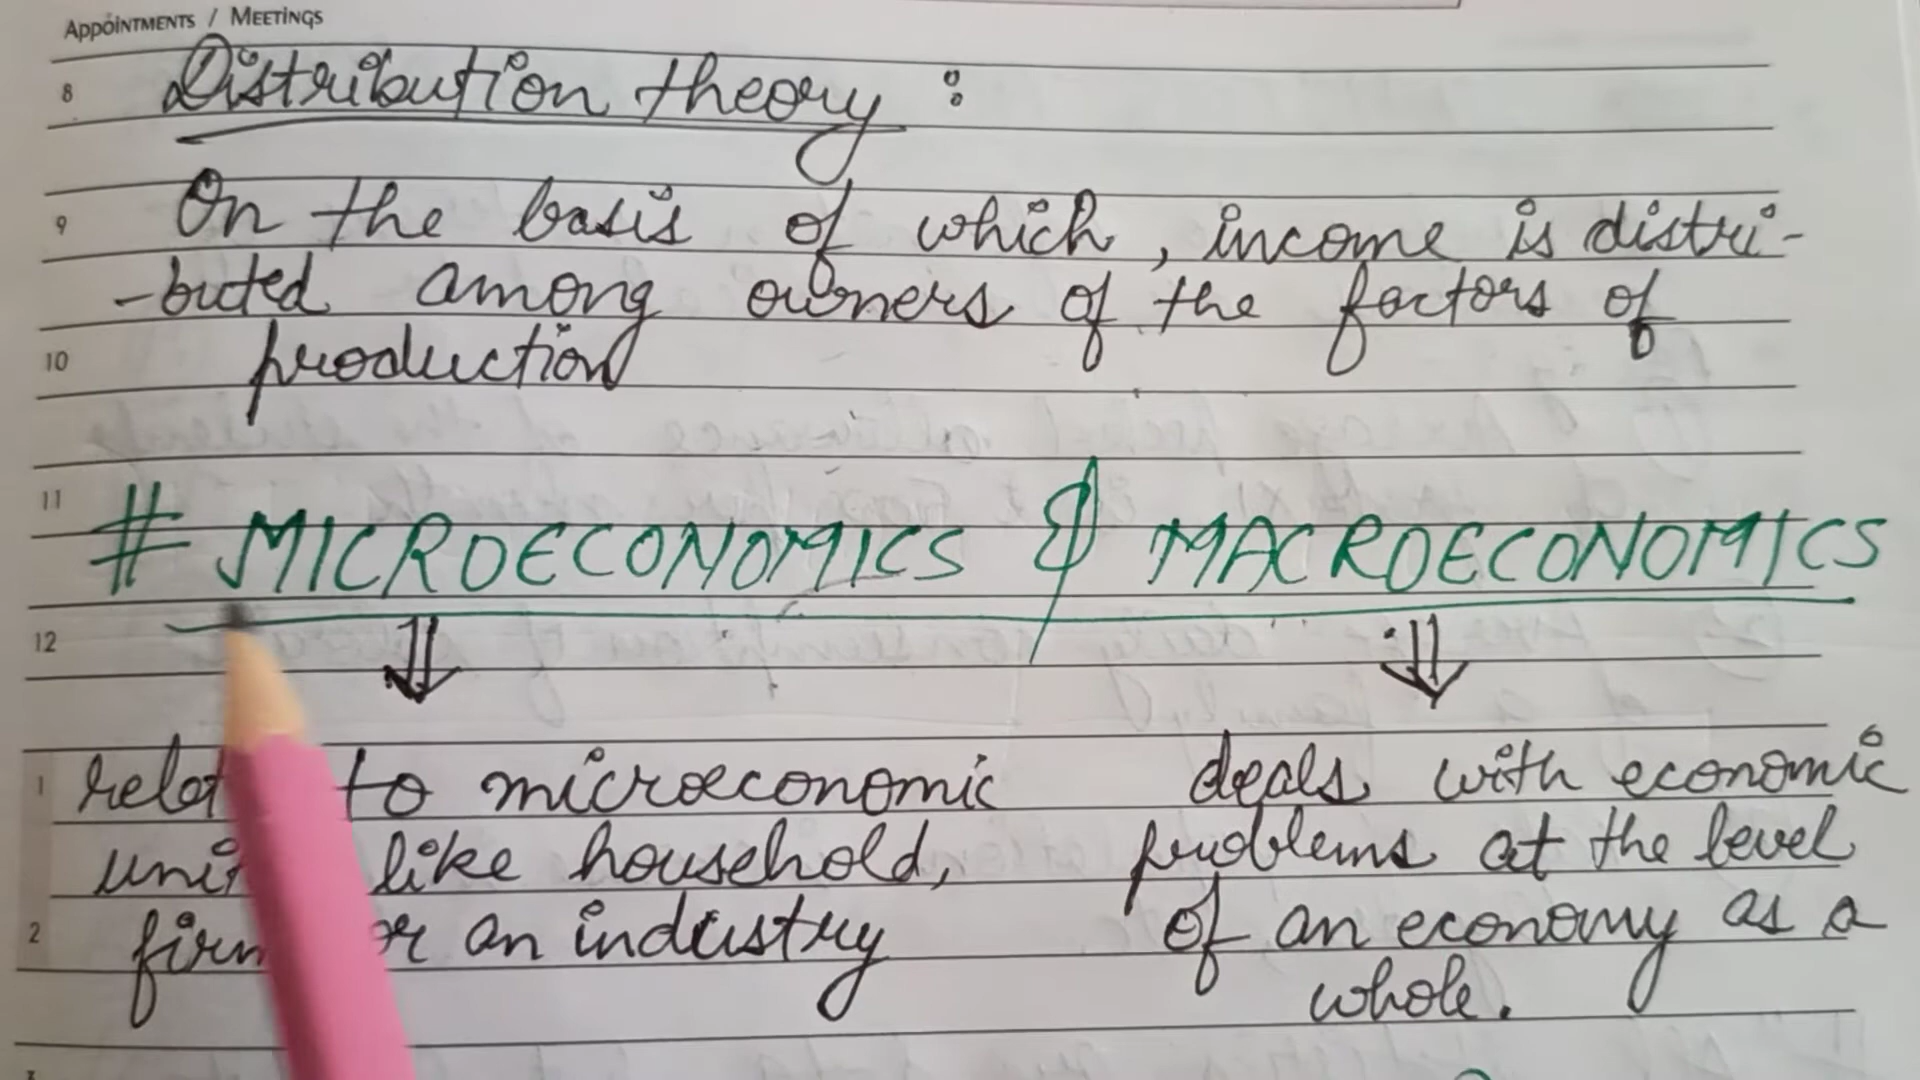 Appointments / Meetings
8
Distribution theory :
9
On the basis of which, income is distri-
-buted among owners of the factors of
10
production
11
# MICROECONOMICS & MACROECONOMICS
12
1
to microeconomic
deals with economic
like household,
problems at the level
2
or an industry
of an economy as a
whole.